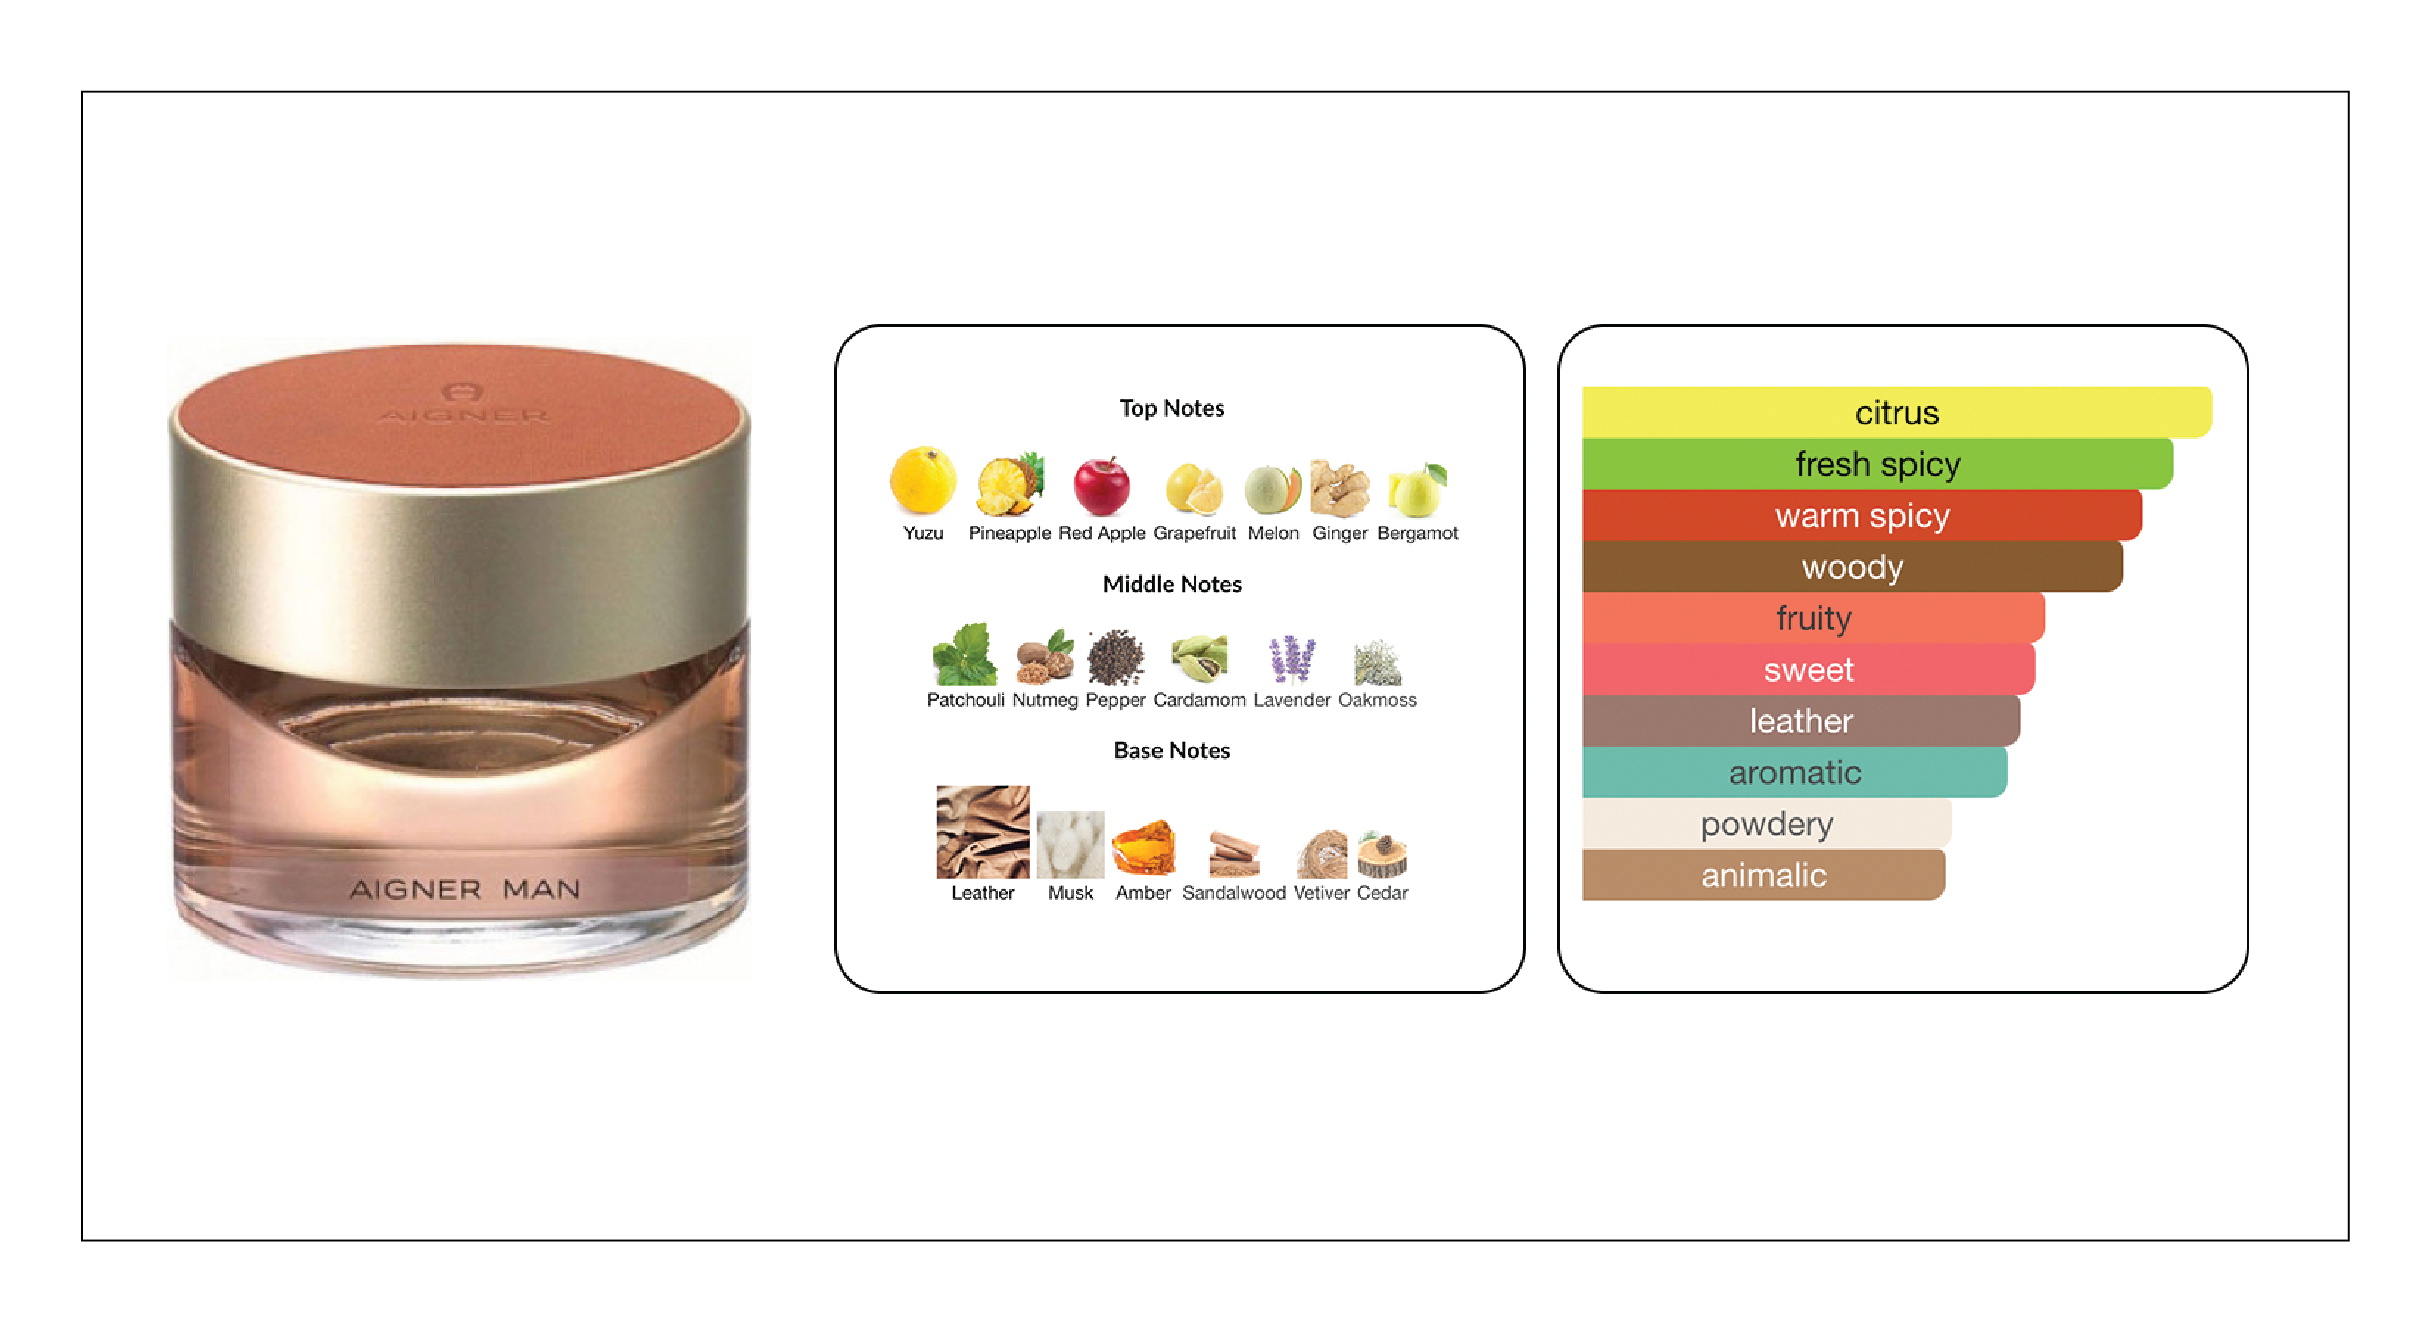 AIGNER
AIGNER MAN
Top Notes
Yuzu Pineapple Red Apple Grapefruit Melon Ginger Bergamot
Middle Notes
Patchouli Nutmeg Pepper Cardamom Lavender Oakmoss
Base Notes
Leather Musk Amber Sandalwood Vetiver Cedar
citrus
fresh spicy
warm spicy
woody
fruity
sweet
leather
aromatic
powdery
animalic